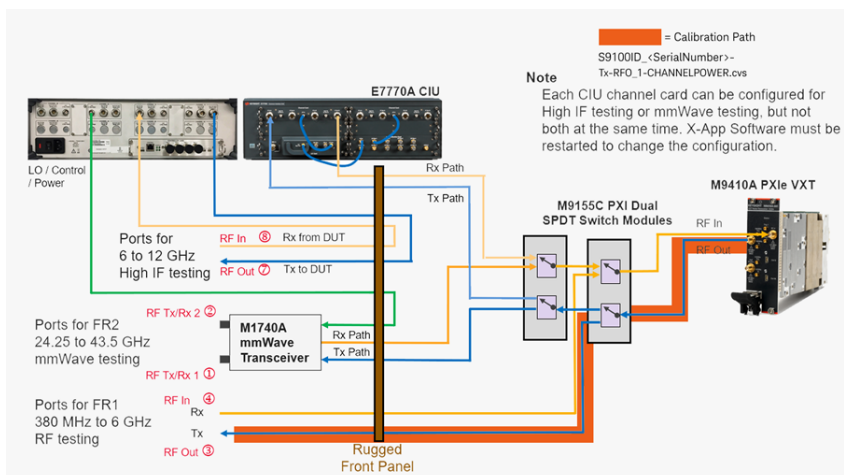 = Calibration Path
S9100ID_<SerialNumber>-
Tx-RFO_1-CHANNELPOWER.cvs
Note
Each CIU channel card can be configured for
High IF testing or mmWave testing, but not
both at the same time. X-App Software must be
restarted to change the configuration.
E7770A CIU
LO / Control
/ Power
Rx Path
Tx Path
M9155C PXI Dual
SPDT Switch Modules
M9410A PXIe VXT
RF In
RF Out
Ports for
6 to 12 GHz
High IF testing
RF In ⑧ Rx from DUT
RF Out ⑦ Tx to DUT
RF Tx/Rx 2 ②
Ports for FR2
24.25 to 43.5 GHz
mmWave testing
M1740A
mmWave
Transceiver
Rx Path
Tx Path
RF Tx/Rx 1 ①
Ports for FR1
380 MHz to 6 GHz
RF testing
RF In ④
Rx
Tx
RF Out ③
Rugged
Front Panel